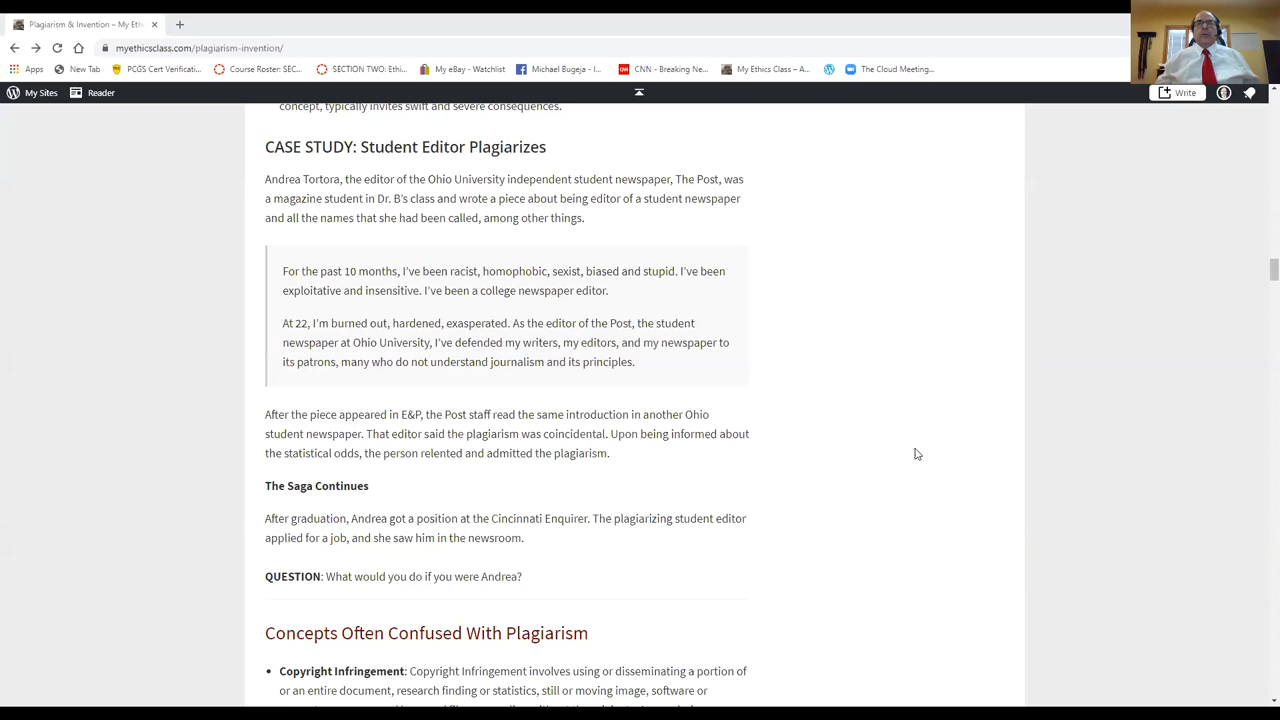 Plagiarism & Invention – My Eth
myethicsclass.com/plagiarism-invention/
Apps New Tab PCGS Cert Verificati... Course Roster: SEC... SECTION TWO: Ethi... My eBay - Watchlist Michael Bugeja - I... CNN - Breaking Ne... My Ethics Class – A... The Cloud Meeting...
My Sites Reader Write
concept, typically invites swift and severe consequences.
CASE STUDY: Student Editor Plagiarizes
Andrea Tortora, the editor of the Ohio University independent student newspaper, The Post, was
a magazine student in Dr. B’s class and wrote a piece about being editor of a student newspaper
and all the names that she had been called, among other things.
For the past 10 months, I’ve been racist, homophobic, sexist, biased and stupid. I’ve been
exploitative and insensitive. I’ve been a college newspaper editor.
At 22, I’m burned out, hardened, exasperated. As the editor of the Post, the student
newspaper at Ohio University, I’ve defended my writers, my editors, and my newspaper to
its patrons, many who do not understand journalism and its principles.
After the piece appeared in E&P, the Post staff read the same introduction in another Ohio
student newspaper. That editor said the plagiarism was coincidental. Upon being informed about
the statistical odds, the person relented and admitted the plagiarism.
The Saga Continues
After graduation, Andrea got a position at the Cincinnati Enquirer. The plagiarizing student editor
applied for a job, and she saw him in the newsroom.
QUESTION: What would you do if you were Andrea?
Concepts Often Confused With Plagiarism
• Copyright Infringement: Copyright Infringement involves using or disseminating a portion of
or an entire document, research finding or statistics, still or moving image, software or